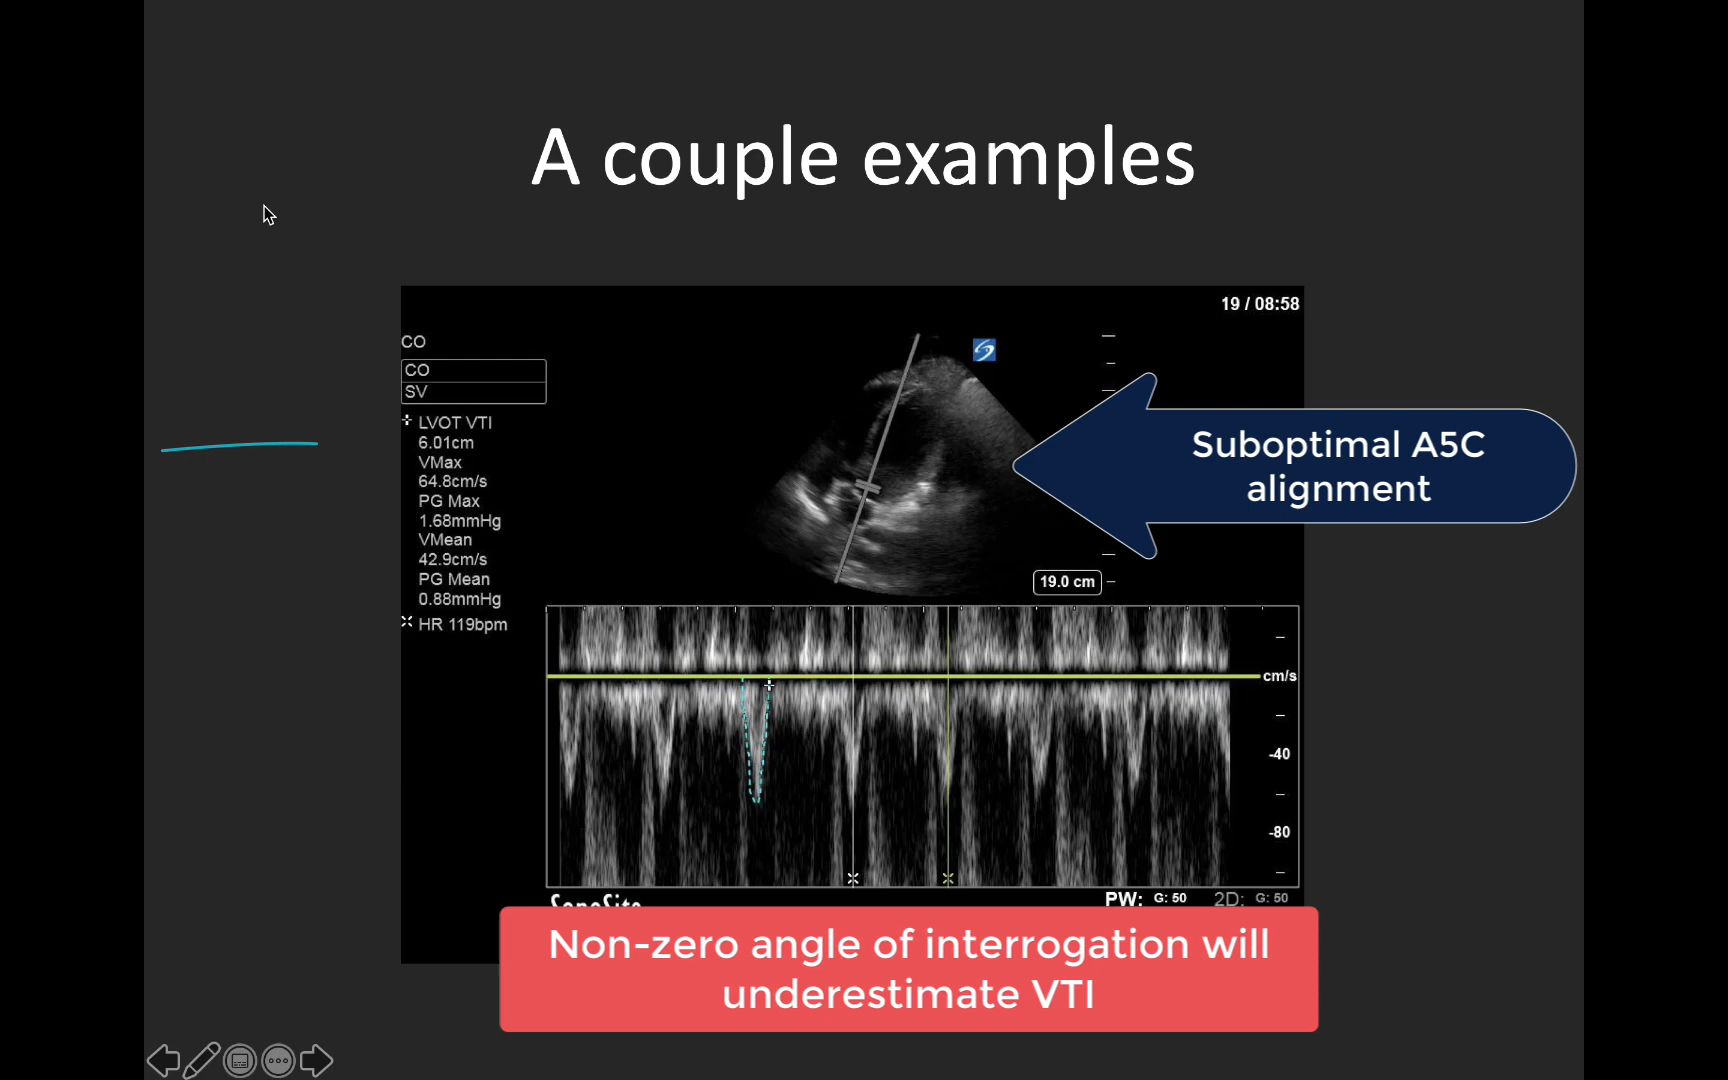 A couple examples
19 / 08:58
CO
CO
SV
LVOT VTI
6.01cm
VMax
64.8cm/s
PG Max
1.68mmHg
VMean
42.9cm/s
PG Mean
0.88mmHg
HR 119bpm
Suboptimal A5C
alignment
19.0 cm
cm/s
-40
-80
SonoSite
PW: G: 50 2D: G: 50
Non-zero angle of interrogation will
underestimate VTI